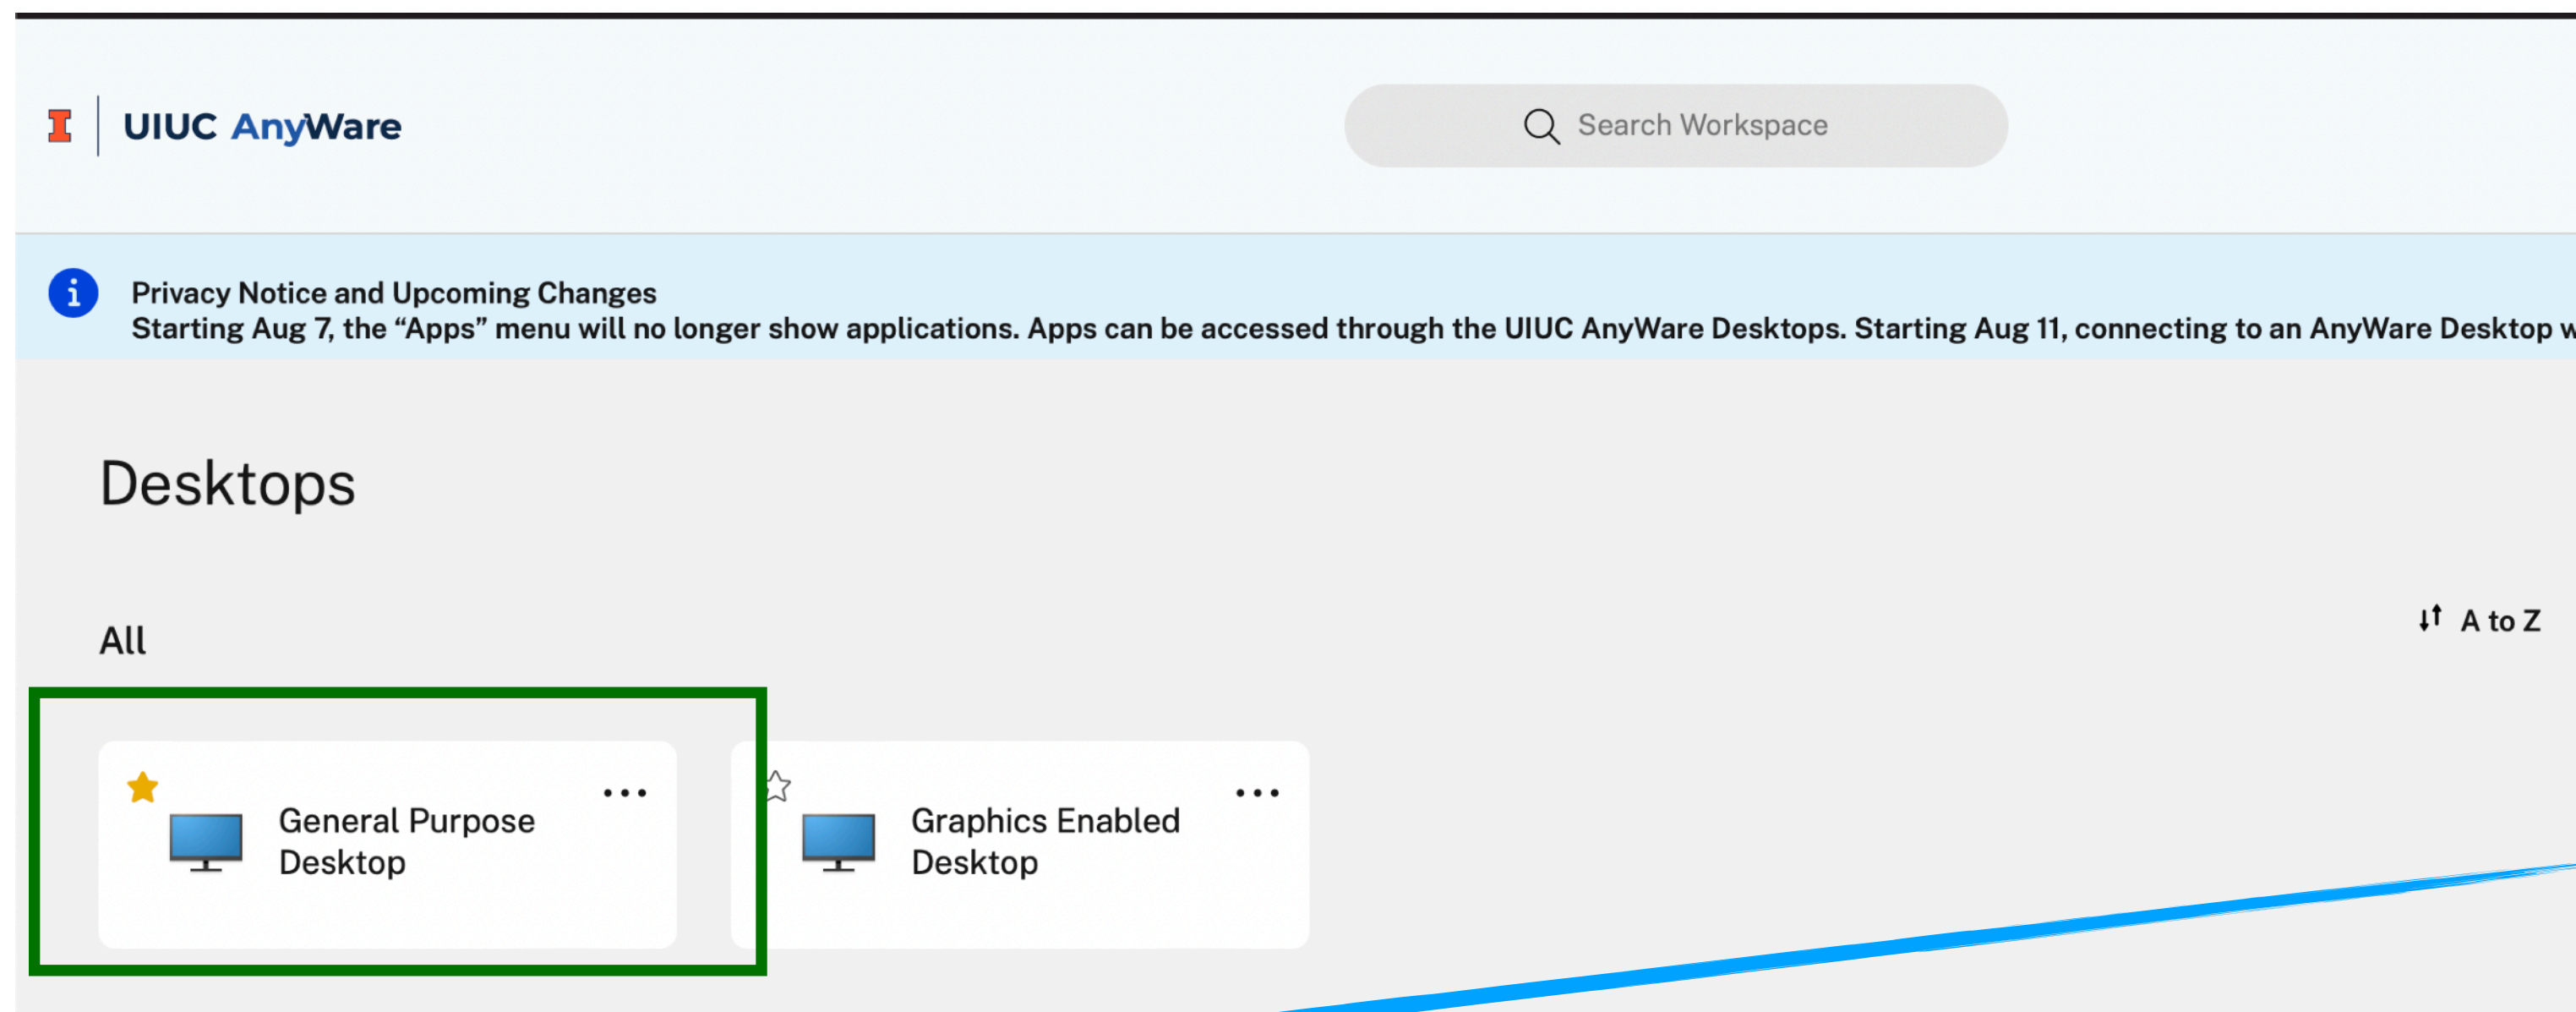 UIUC AnyWare
Search Workspace
Privacy Notice and Upcoming Changes
Starting Aug 7, the “Apps” menu will no longer show applications. Apps can be accessed through the UIUC AnyWare Desktops. Starting Aug 11, connecting to an AnyWare Desktop
Desktops
All
A to Z
General Purpose
Desktop
Graphics Enabled
Desktop